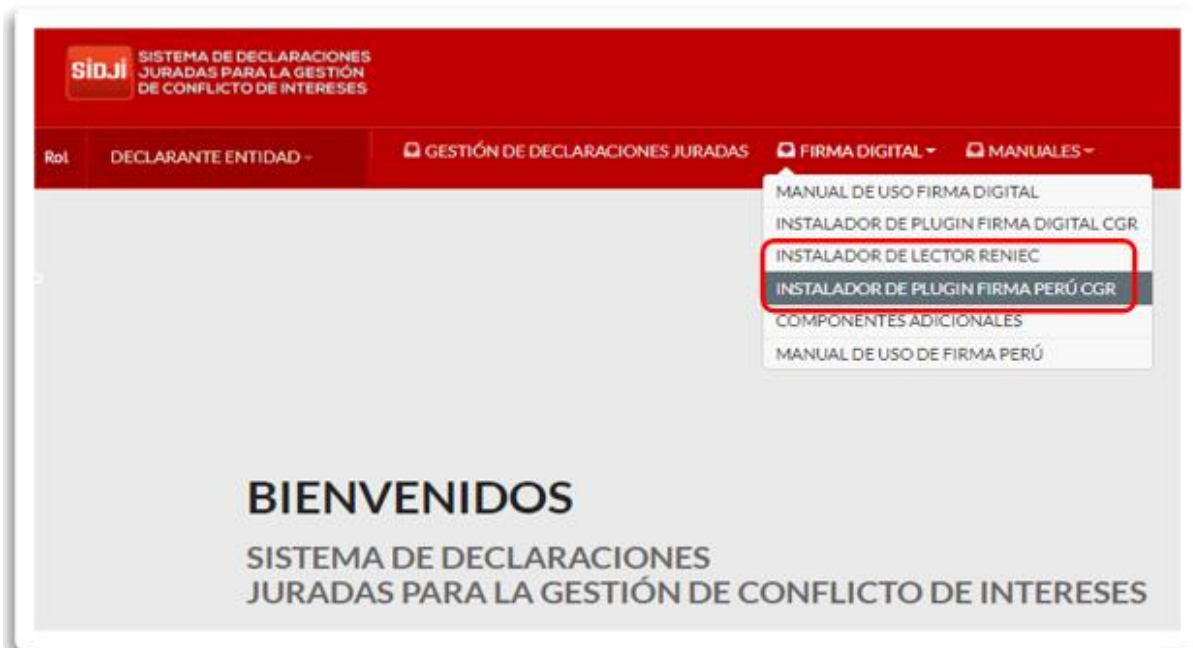 SIDJI
SISTEMA DE DECLARACIONES
JURADAS PARA LA GESTIÓN
DE CONFLICTO DE INTERESES
Rol DECLARANTE ENTIDAD GESTIÓN DE DECLARACIONES JURADAS FIRMA DIGITAL MANUALES
MANUAL DE USO FIRMA DIGITAL
INSTALADOR DE PLUGIN FIRMA DIGITAL CGR
INSTALADOR DE LECTOR RENIEC
INSTALADOR DE PLUGIN FIRMA PERÚ CGR
COMPONENTES ADICIONALES
MANUAL DE USO DE FIRMA PERÚ
BIENVENIDOS
SISTEMA DE DECLARACIONES
JURADAS PARA LA GESTIÓN DE CONFLICTO DE INTERESES